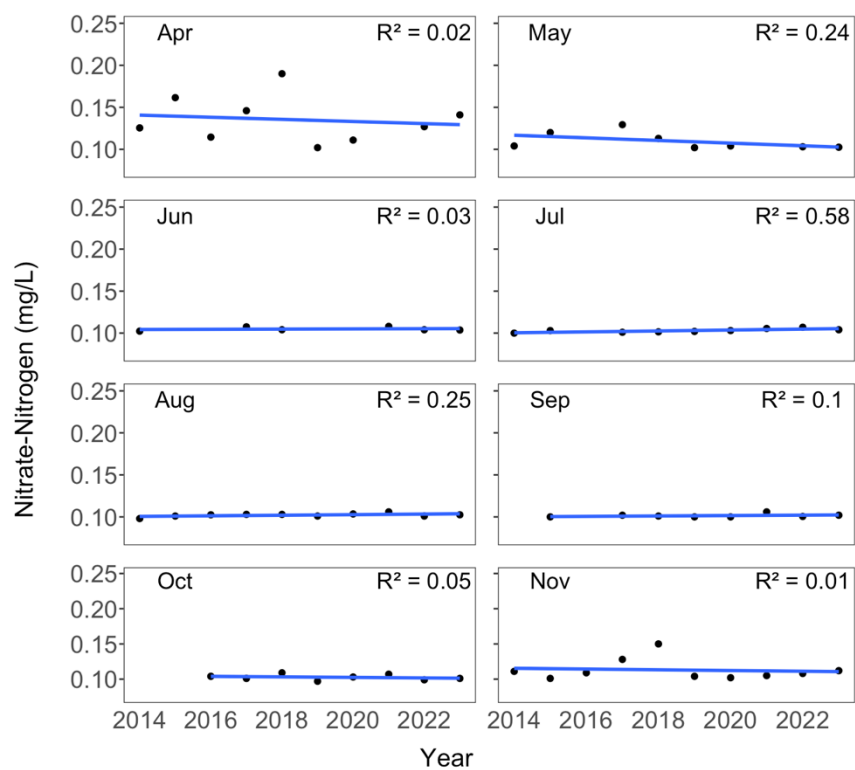 Nitrate-Nitrogen (mg/L)
Apr R² = 0.02
May R² = 0.24
0.25
0.20
0.15
0.10
Jun R² = 0.03
Jul R² = 0.58
0.25
0.20
0.15
0.10
Aug R² = 0.25
Sep R² = 0.1
0.25
0.20
0.15
0.10
Oct R² = 0.05
Nov R² = 0.01
0.25
0.20
0.15
0.10
2014 2016 2018 2020 2022
2014 2016 2018 2020 2022
Year